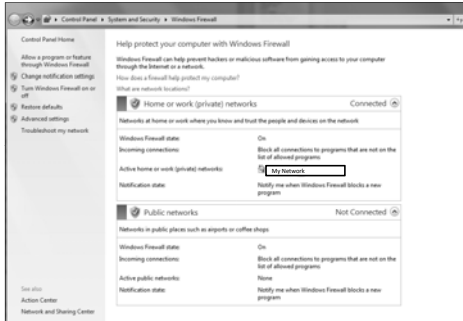 Control Panel ▸ System and Security ▸ Windows Firewall
Control Panel Home
Allow a program or feature
through Windows Firewall
Change notification settings
Turn Windows Firewall on or
off
Restore defaults
Advanced settings
Troubleshoot my network
Help protect your computer with Windows Firewall
Windows Firewall can help prevent hackers or malicious software from gaining access to your computer
through the Internet or a network.
How does a firewall help protect my computer?
What are network locations?
Home or work (private) networks Connected
Networks at home or work where you know and trust the people and devices on the network
Windows Firewall state: On
Incoming connections: Block all connections to programs that are not on the
list of allowed programs
Active home or work (private) networks: My Network
Notification state: Notify me when Windows Firewall blocks a new
program
Public networks Not Connected
Networks in public places such as airports or coffee shops
Windows Firewall state: On
Incoming connections: Block all connections to programs that are not on the
list of allowed programs
Active public networks: None
Notification state: Notify me when Windows Firewall blocks a new
program
See also
Action Center
Network and Sharing Center